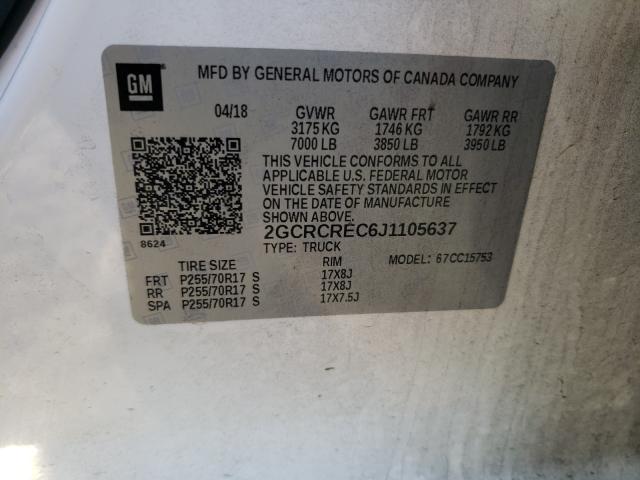 GM
MFD BY GENERAL MOTORS OF CANADA COMPANY
04/18 GVWR GAWR FRT GAWR RR
3175 KG 1746 KG 1792 KG
7000 LB 3850 LB 3950 LB
THIS VEHICLE CONFORMS TO ALL
APPLICABLE U.S. FEDERAL MOTOR
VEHICLE SAFETY STANDARDS IN EFFECT
ON THE DATE OF MANUFACTURE
SHOWN ABOVE.
2GCRCREC6J1105637
8624
TYPE: TRUCK MODEL: 67CC15753
TIRE SIZE RIM
FRT P255/70R17 S 17X8J
RR P255/70R17 S 17X8J
SPA P255/70R17 S 17X7.5J